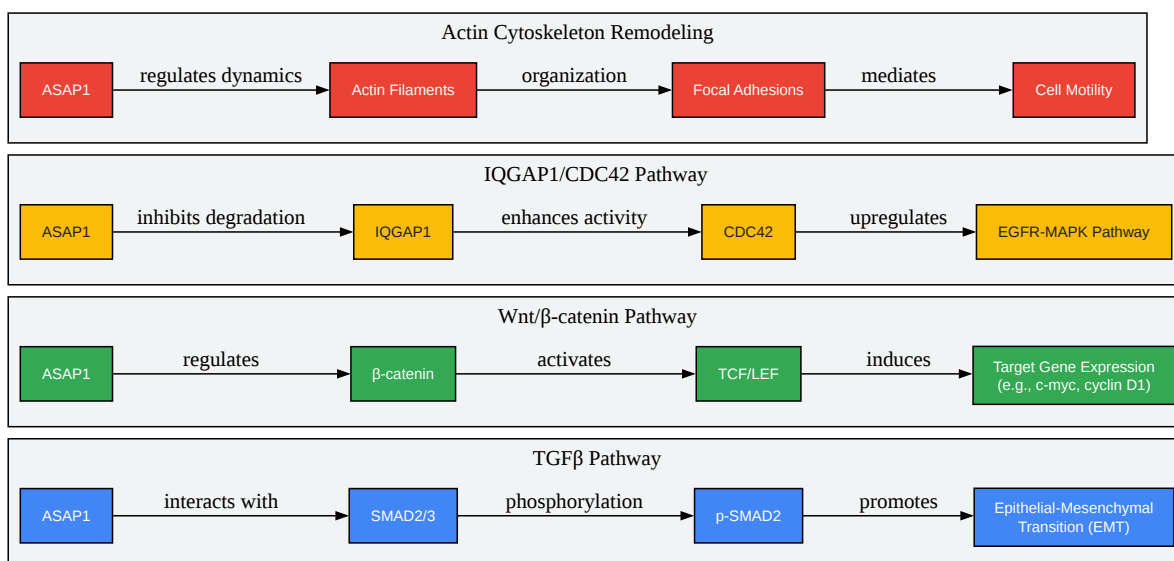 Actin Cytoskeleton Remodeling
ASAP1
regulates dynamics
Actin Filaments
organization
Focal Adhesions
mediates
Cell Motility
IQGAP1/CDC42 Pathway
ASAP1
inhibits degradation
IQGAP1
enhances activity
CDC42
upregulates
EGFR-MAPK Pathway
Wnt/β-catenin Pathway
ASAP1
regulates
β-catenin
activates
TCF/LEF
induces
Target Gene Expression
(e.g., c-myc, cyclin D1)
TGFβ Pathway
ASAP1
interacts with
SMAD2/3
phosphorylation
p-SMAD2
promotes
Epithelial-Mesenchymal
Transition (EMT)